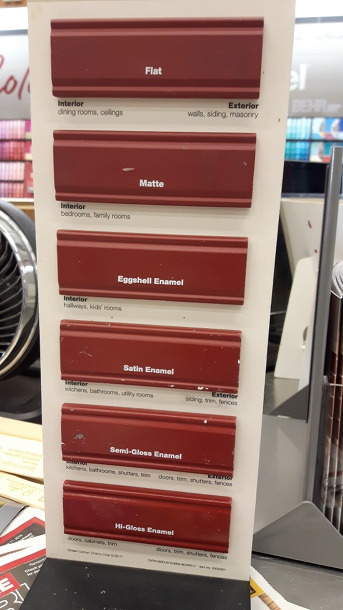 Flat
Interior Exterior
dining rooms, ceilings walls, siding, masonry
Matte
Interior
bedrooms, family rooms
Eggshell Enamel
Interior
hallways, kids' rooms
Satin Enamel
Interior Exterior
kitchens, bathrooms, utility rooms siding, trim, fences
Semi-Gloss Enamel
Interior Exterior
kitchens, bathrooms, shutters, trim doors, trim, shutters, fences
Hi-Gloss Enamel
doors, cabinets, trim doors, trim, shutters, fences
BEHR